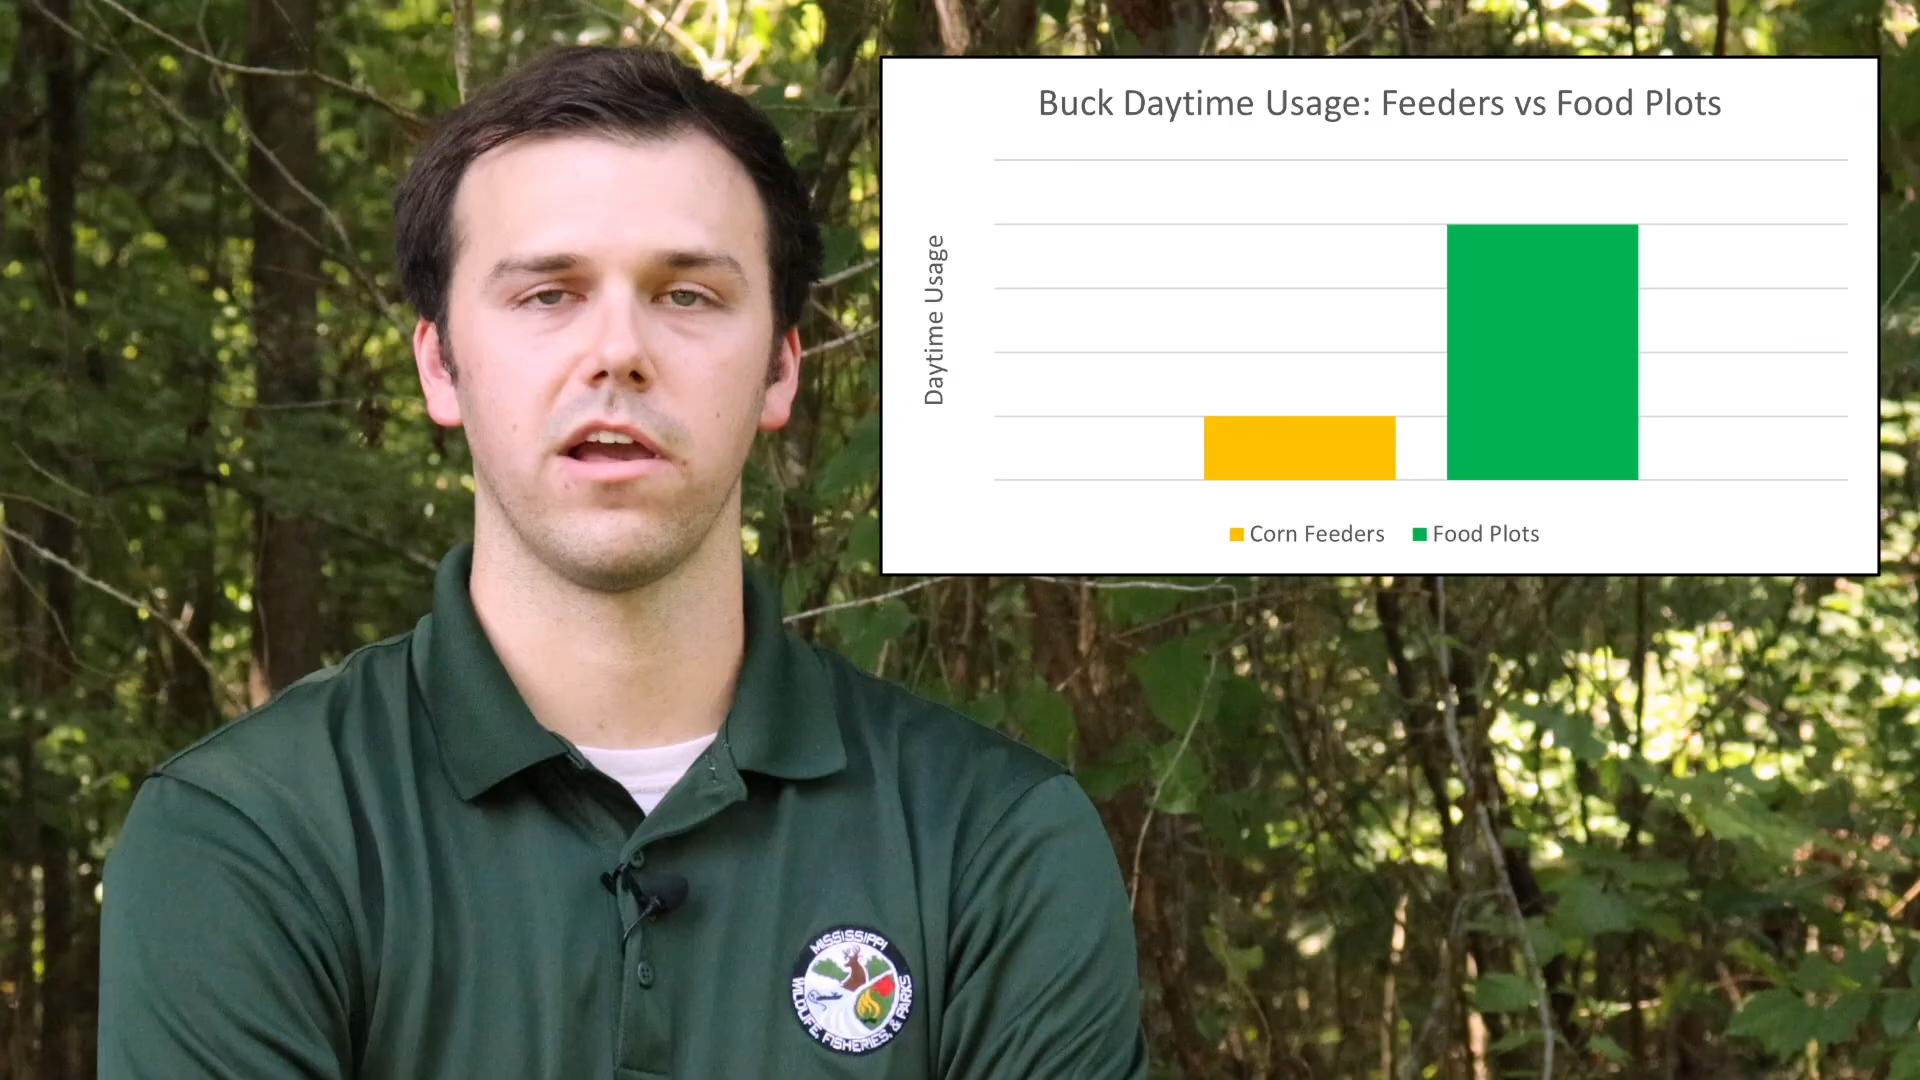 Buck Daytime Usage: Feeders vs Food Plots
Daytime Usage
Corn Feeders
Food Plots
MISSISSIPPI
WILDLIFE, FISHERIES, & PARKS